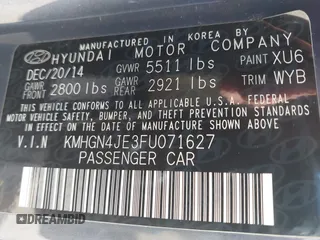 MANUFACTURED IN KOREA BY
HYUNDAI MOTOR COMPANY
DEC/20/14 GVWR 5511 lbs PAINT XU6
GAWR FRONT 2800 lbs GAWR REAR 2921 lbs TRIM WYB
THIS VEHICLE CONFORMS TO ALL APPLICABLE U.S.A. FEDERAL
MOTOR VEHICLE SAFETY, BUMPER, AND THEFT PREVENTION STANDARDS
IN EFFECT ON THE DATE OF MANUFACTURE SHOWN ABOVE.
V.I.N KMHGN4JE3FU071627
PASSENGER CAR
DREAMBID